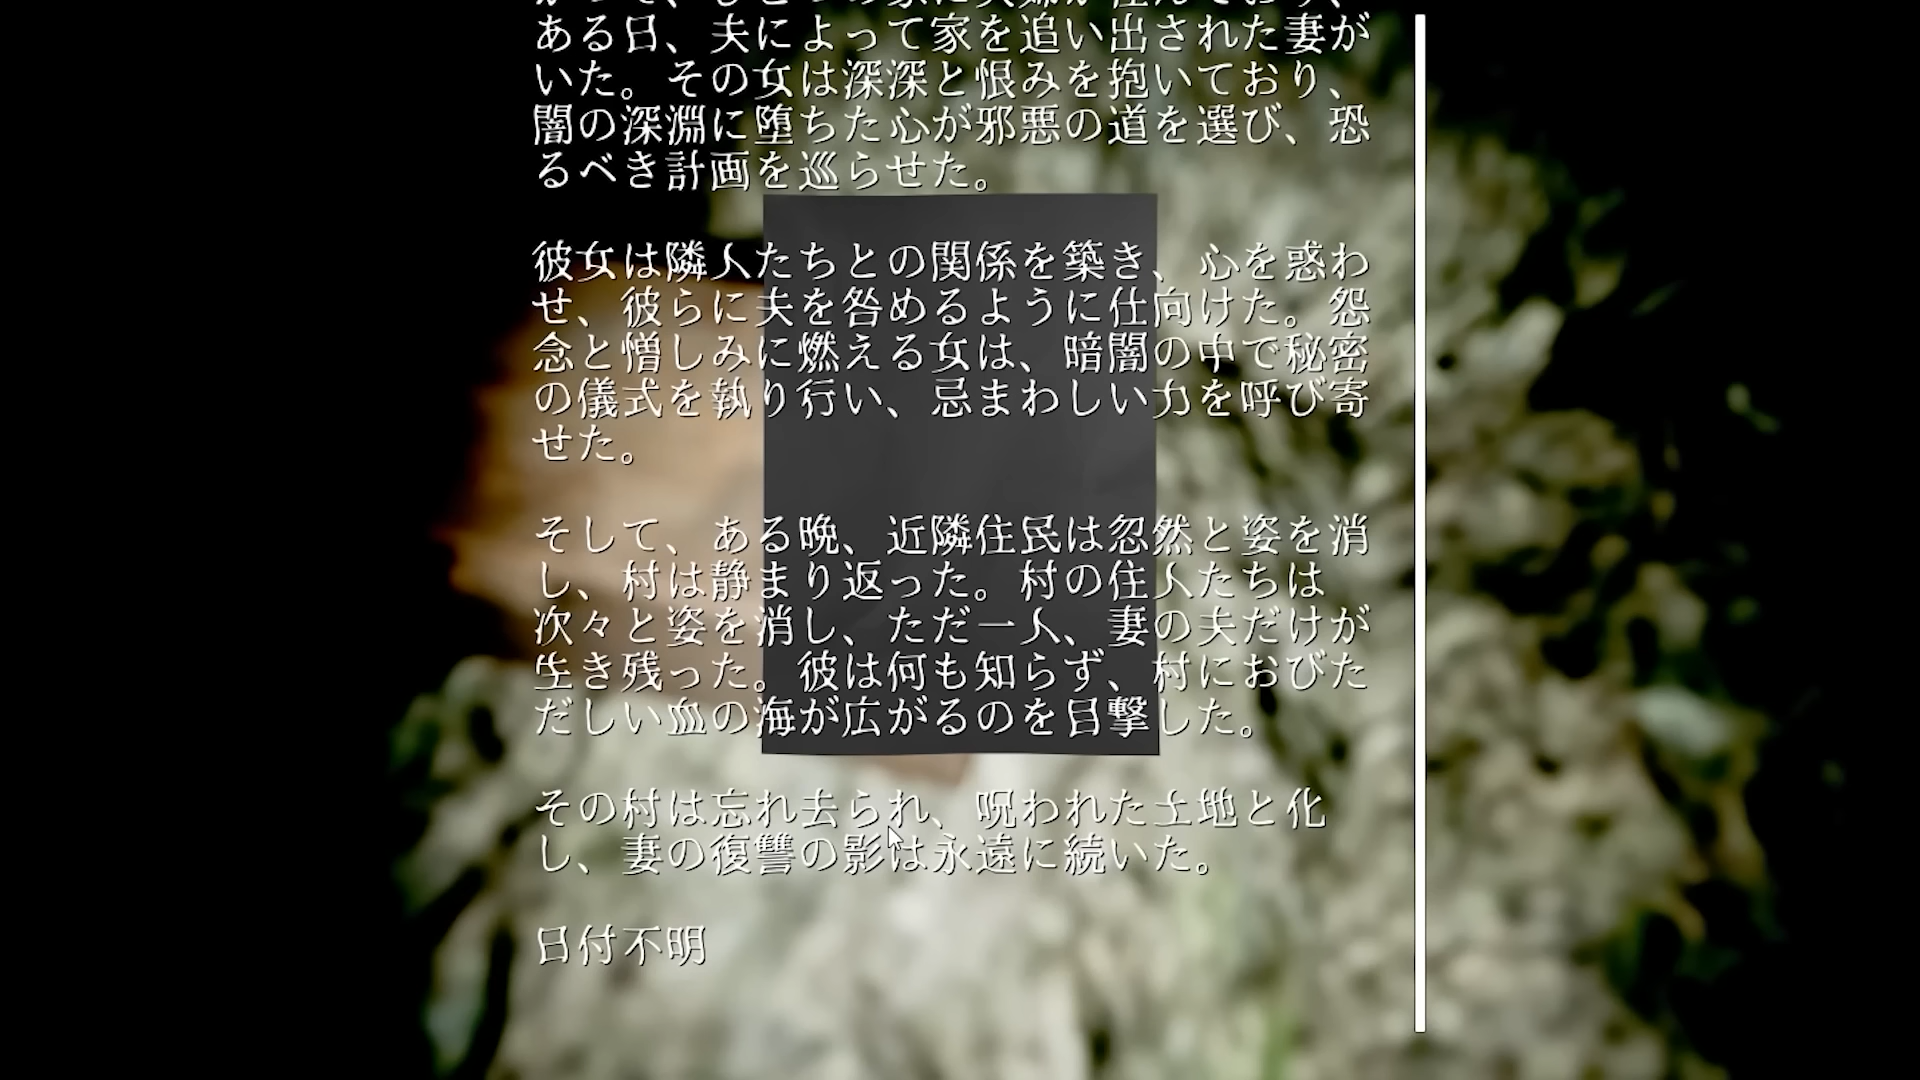 ある日、夫によって家を追い出された妻が
いた。その女は深深と恨みを抱いており、
闇の深淵に堕ちた心が邪悪の道を選び、恐
るべき計画を巡らせた。
彼女は隣人たちとの関係を築き、心を惑わ
せ、彼らに夫を咎めるように仕向けた。怨
念と憎しみに燃える女は、暗闇の中で秘密
の儀式を執り行い、忌まわしい力を呼び寄
せた。
そして、ある晩、近隣住民は忽然と姿を消
し、村は静まり返った。村の住人たちは
次々と姿を消し、ただ一人、妻の夫だけが
生き残った。彼は何も知らず、村におびた
だしい血の海が広がるのを目撃した。
その村は忘れ去られ、呪われた土地と化
し、妻の復讐の影は永遠に続いた。
日付不明